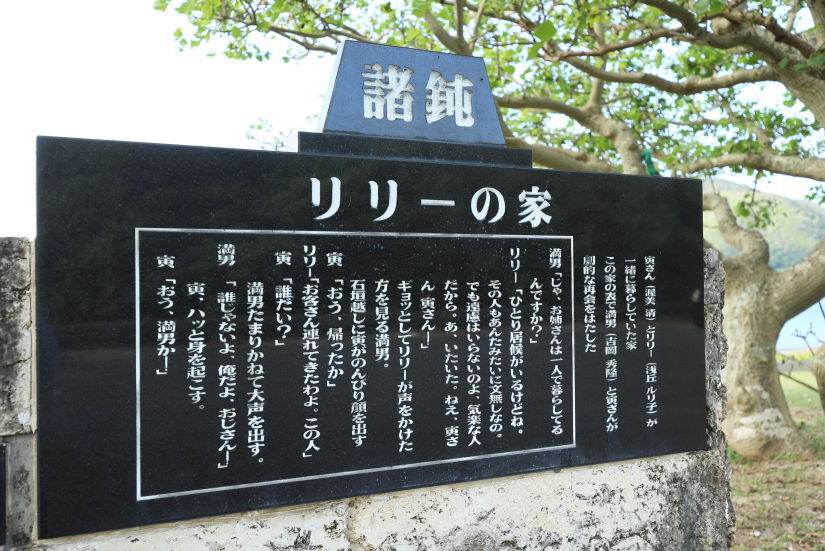 諸鈍
リリーの家
寅さん（渥美 清）とリリー（浅丘 ルリ子）が
一緒に暮らしていた家
この家の表で満男（吉岡 秀隆）と寅さんが
劇的な再会をはたした
満男「じゃ、お姉さんは一人で暮らしてる
んですか？」
リリー「ひとり居候がいるけどね。
その人もあんたみたいに文無しなの。
でも遠慮はいらないのよ、気楽な人
だから。あ、いたいた。ねえ、寅さ
ん 寅さん！」
ギョッとしてリリーが声をかけた
方を見る満男。
石垣越しに寅がのんびり顔を出す
寅「おう、帰ったか」
リリー「お客さん連れてきたわよ。この人」
寅「誰だい？」
満男たまりかねて大声を出す。
満男「誰じゃないよ、俺だよ、おじさん！」
寅、ハッと身を起こす。
寅「おう、満男か！」